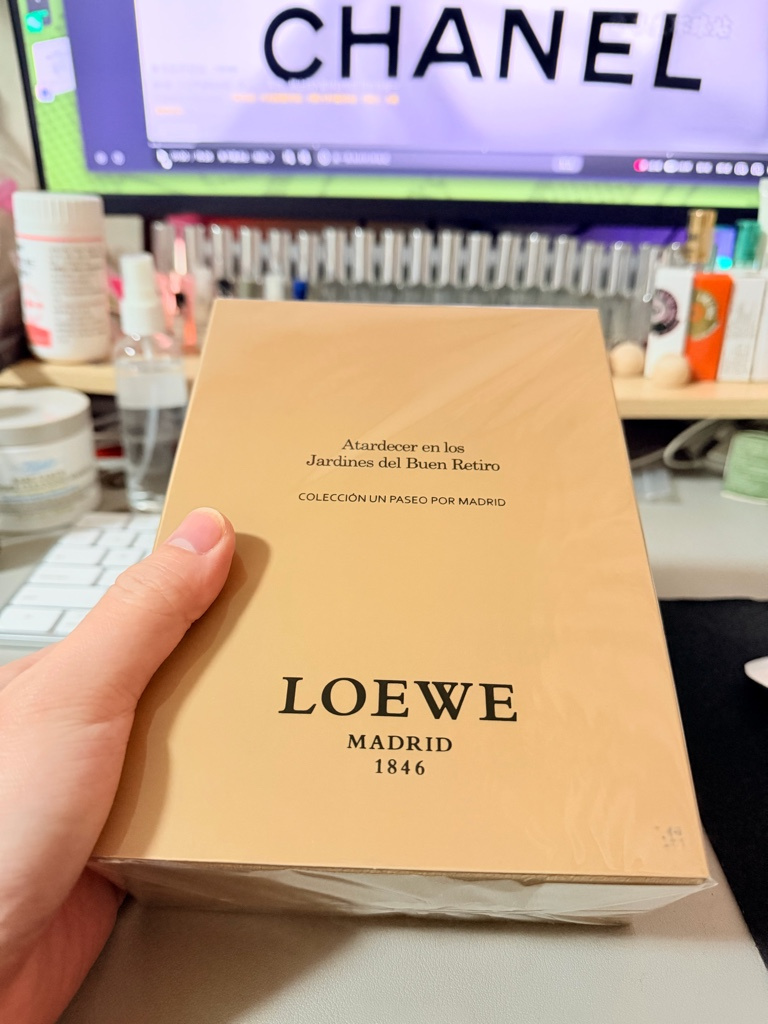 CHANEL
Atardecer en los
Jardines del Buen Retiro
COLECCIÓN UN PASEO POR MADRID
LOEWE
MADRID
1846